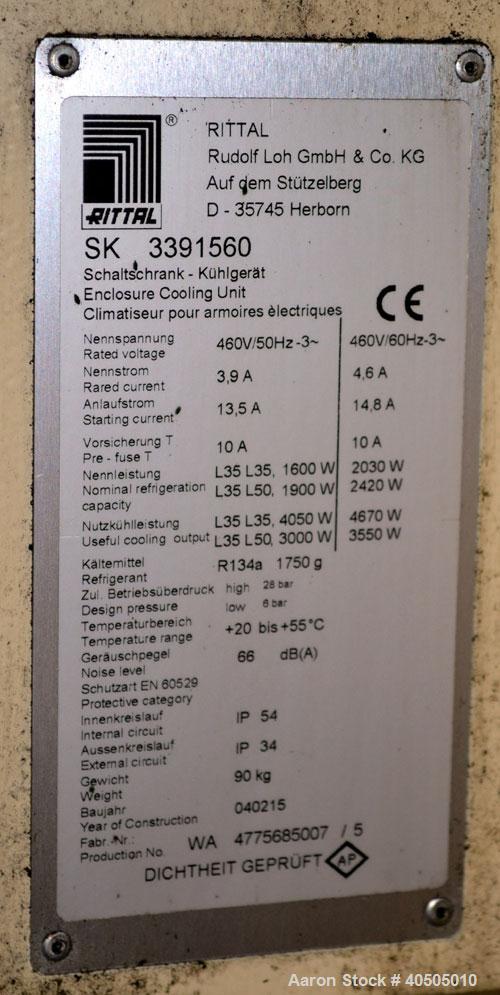 ®
RITTAL
RITTAL
Rudolf Loh GmbH & Co. KG
Auf dem Stützelberg
D - 35745 Herborn
SK 3391560
Schaltschrank - Kühlgerät
Enclosure Cooling Unit
Climatiseur pour armoires èlectriques
CE
Nennspannung
Rated voltage
460V/50Hz -3~ 460V/60Hz-3~
Nennstrom
Rared current
3,9 A 4,6 A
Anlaufstrom
Starting current
13,5 A 14,8 A
Vorsicherung T
Pre - fuse T
10 A 10 A
Nennleistung L35 L35, 1600 W 2030 W
Nominal refrigeration L35 L50, 1900 W 2420 W
capacity
Nutzkühlleistung L35 L35, 4050 W 4670 W
Useful cooling output L35 L50, 3000 W 3550 W
Kältemittel R134a 1750 g
Refrigerant
Zul. Betriebsüberdruck high 28 bar
Design pressure low 6 bar
Temperaturbereich
Temperature range
+20 bis +55°C
Geräuschpegel 66 dB(A)
Noise level
Schutzart EN 60529
Protective category
Innenkreislauf IP 54
Internal circuit
Aussenkreislauf IP 34
External circuit
Gewicht 90 kg
Weight
Baujahr 040215
Year of Construction
Fabr.-Nr.: WA 4775685007 / 5
Production No.
DICHTHEIT GEPRÜFT AP
Aaron Stock # 40505010